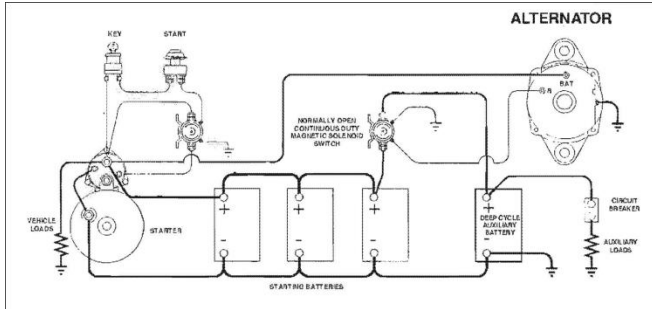 ALTERNATOR
KEY
START
BAT
R
NORMALLY OPEN
CONTINUOUS DUTY
MAGNETIC SOLENOID
SWITCH
VEHICLE
LOADS
STARTER
+
+
+
+
DEEP CYCLE
AUXILIARY
BATTERY
-
-
-
-
CIRCUIT
BREAKER
AUXILIARY
LOADS
STARTING BATTERIES